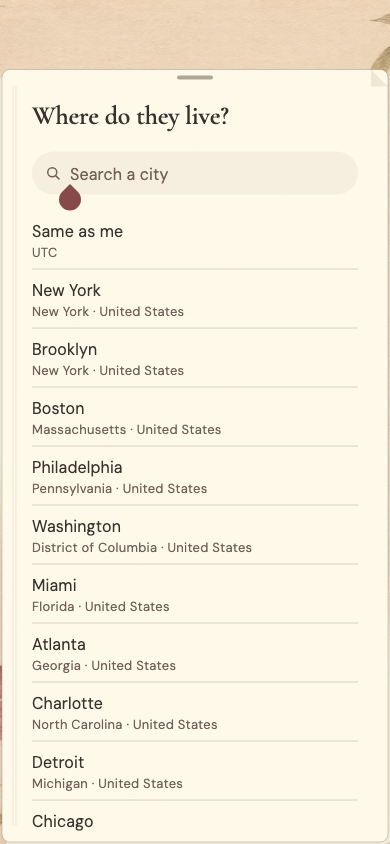 Where do they live?
Search a city
Same as me
UTC
New York
New York · United States
Brooklyn
New York · United States
Boston
Massachusetts · United States
Philadelphia
Pennsylvania · United States
Washington
District of Columbia · United States
Miami
Florida · United States
Atlanta
Georgia · United States
Charlotte
North Carolina · United States
Detroit
Michigan · United States
Chicago